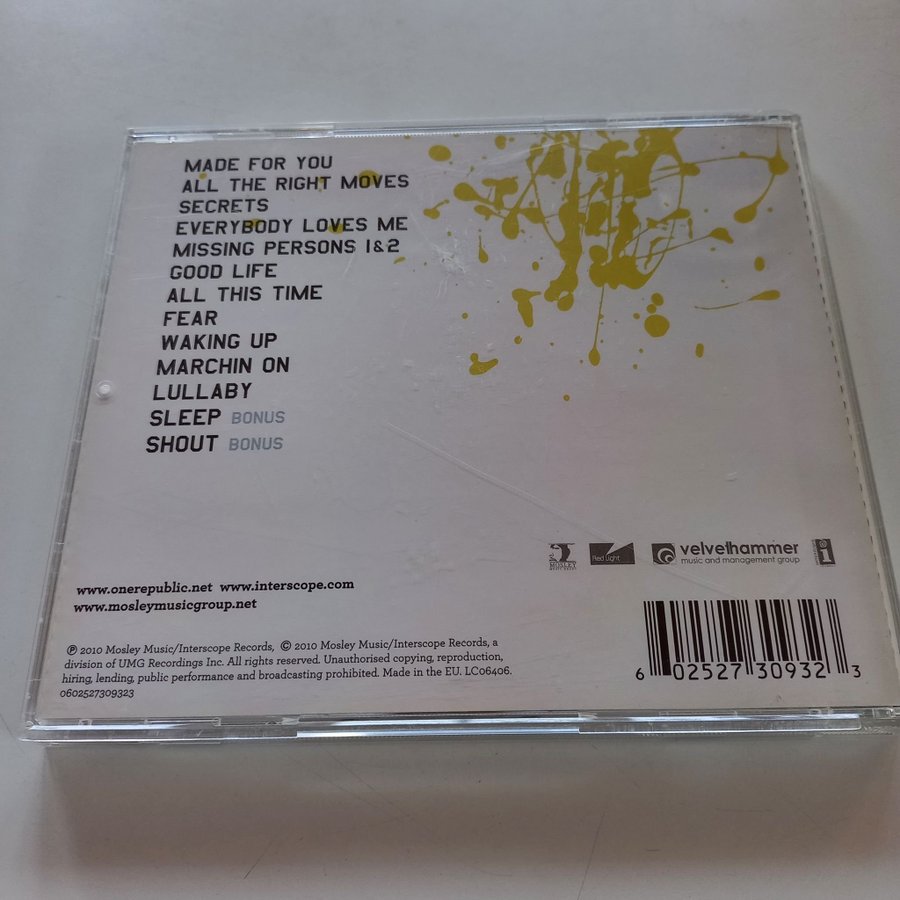 MADE FOR YOU
ALL THE RIGHT MOVES
SECRETS
EVERYBODY LOVES ME
MISSING PERSONS 1&2
GOOD LIFE
ALL THIS TIME
FEAR
WAKING UP
MARCHIN ON
LULLABY
SLEEP BONUS
SHOUT BONUS
MOSLEY
Red Light
velvethammer
music and management group
www.onerepublic.net www.interscope.com
www.mosleymusicgroup.net
℗ 2010 Mosley Music/Interscope Records, © 2010 Mosley Music/Interscope Records, a
division of UMG Recordings Inc. All rights reserved. Unauthorised copying, reproduction,
hiring, lending, public performance and broadcasting prohibited. Made in the EU. LC06406.
0602527309323
6 02527 30932 3